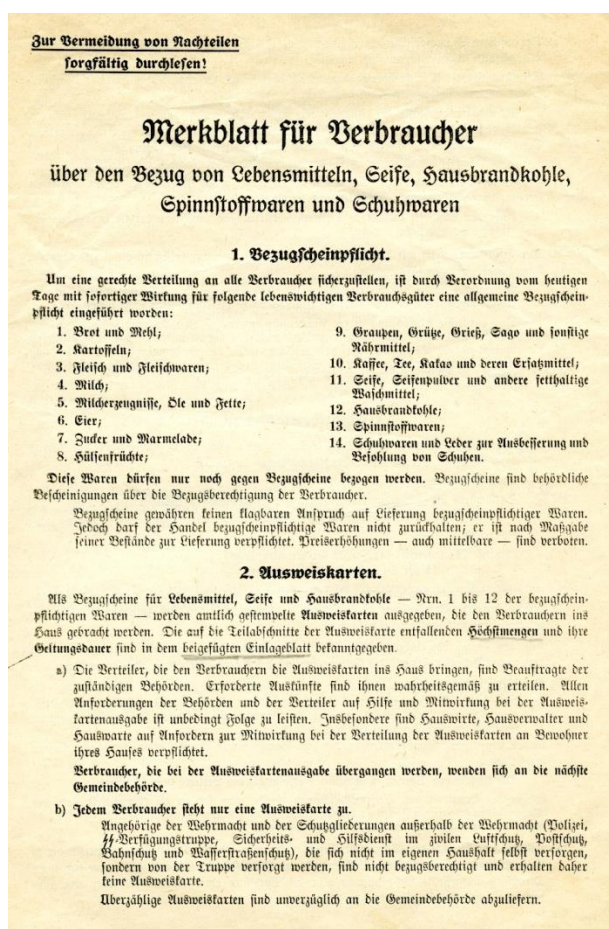 Zur Vermeidung von Nachteilen
sorgfältig durchlesen!
Merkblatt für Verbraucher
über den Bezug von Lebensmitteln, Seife, Hausbrandkohle,
Spinnstoffwaren und Schuhwaren
1. Bezugscheinpflicht.
Um eine gerechte Verteilung an alle Verbraucher sicherzustellen, ist durch Verordnung vom heutigen
Tage mit sofortiger Wirkung für folgende lebenswichtigen Verbrauchsgüter eine allgemeine Bezugschein-
pflicht eingeführt worden:
1. Brot und Mehl;
2. Kartoffeln;
3. Fleisch und Fleischwaren;
4. Milch;
5. Milcherzeugnisse, Öle und Fette;
6. Eier;
7. Zucker und Marmelade;
8. Hülsenfrüchte;
9. Graupen, Grütze, Grieß, Sago und sonstige
Nährmittel;
10. Kaffee, Tee, Kakao und deren Ersatzmittel;
11. Seife, Seifenpulver und andere fetthaltige
Waschmittel;
12. Hausbrandkohle;
13. Spinnstoffwaren;
14. Schuhwaren und Leder zur Ausbesserung und
Besohlung von Schuhen.
Diese Waren dürfen nur noch gegen Bezugscheine bezogen werden. Bezugscheine sind behördliche
Bescheinigungen über die Bezugsberechtigung der Verbraucher.
Bezugscheine gewähren keinen klagbaren Anspruch auf Lieferung bezugscheinpflichtiger Waren.
Jedoch darf der Handel bezugscheinpflichtige Waren nicht zurückhalten; er ist nach Maßgabe
seiner Bestände zur Lieferung verpflichtet. Preiserhöhungen — auch mittelbare — sind verboten.
2. Ausweiskarten.
Als Bezugscheine für Lebensmittel, Seife und Hausbrandkohle — Nrn. 1 bis 12 der bezugschein-
pflichtigen Waren — werden amtlich gestempelte Ausweiskarten ausgegeben, die den Verbrauchern ins
Haus gebracht werden. Die auf die Teilabschnitte der Ausweiskarte entfallenden Höchstmengen und ihre
Geltungsdauer sind in dem beigefügten Einlageblatt bekanntgegeben.
a) Die Verteiler, die den Verbrauchern die Ausweiskarten ins Haus bringen, sind Beauftragte der
zuständigen Behörden. Erforderte Auskünfte sind ihnen wahrheitsgemäß zu erteilen. Allen
Anforderungen der Behörden und der Verteiler auf Hilfe und Mitwirkung bei der Ausweis-
kartenausgabe ist unbedingt Folge zu leisten. Insbesondere sind Hauswirte, Hausverwalter und
Hauswarte auf Anfordern zur Mitwirkung bei der Verteilung der Ausweiskarten an Bewohner
ihres Hauses verpflichtet.
Verbraucher, die bei der Ausweiskartenausgabe übergangen werden, wenden sich an die nächste
Gemeindebehörde.
b) Jedem Verbraucher steht nur eine Ausweiskarte zu.
Angehörige der Wehrmacht und der Schutzgliederungen außerhalb der Wehrmacht (Polizei,
SS-Verfügungstruppe, Sicherheits- und Hilfsdienst im zivilen Luftschutz, Postschutz,
Bahnschutz und Wasserstraßenschutz), die sich nicht im eigenen Haushalt selbst versorgen,
sondern von der Truppe versorgt werden, sind nicht bezugsberechtigt und erhalten daher
keine Ausweiskarte.
Überzählige Ausweiskarten sind unverzüglich an die Gemeindebehörde abzuliefern.